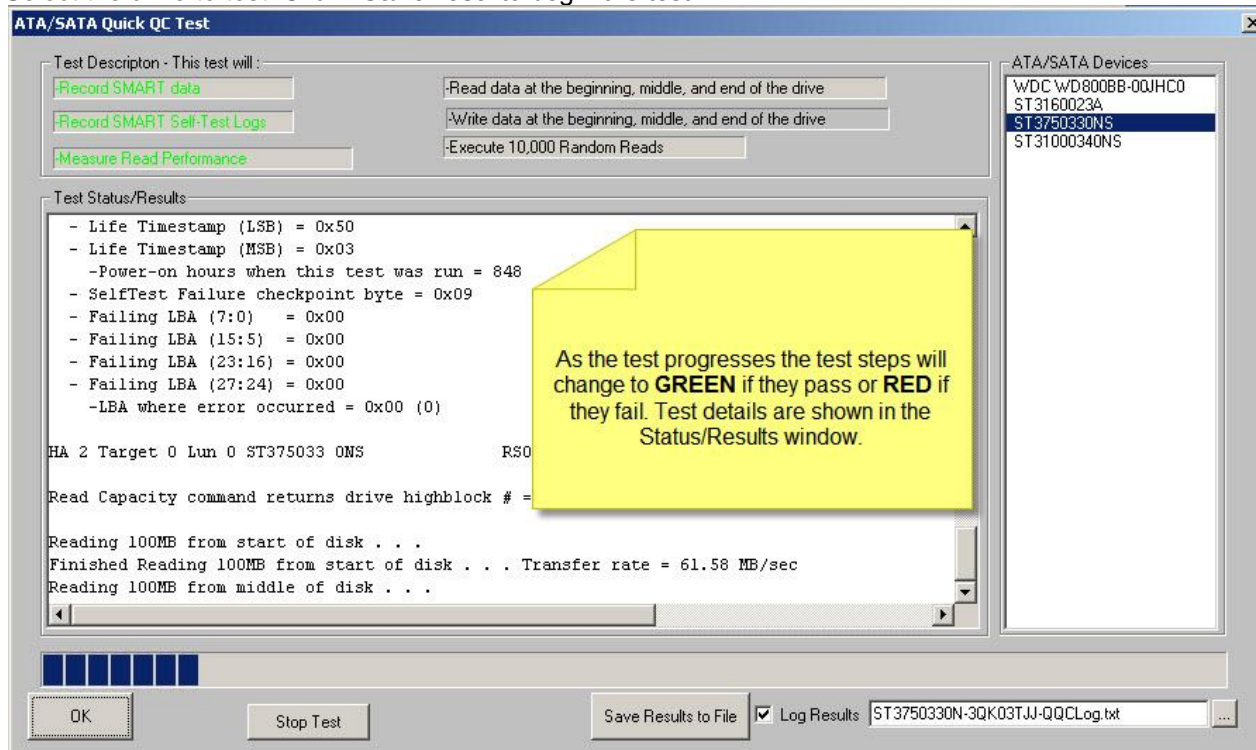 ATA/SATA Quick QC Test
Test Descripton - This test will :
-Record SMART data
-Read data at the beginning, middle, and end of the drive
-Record SMART Self-Test Logs
-Write data at the beginning, middle, and end of the drive
-Measure Read Performance
-Execute 10,000 Random Reads
ATA/SATA Devices
WDC WD800BB-00JHC0
ST3160023A
ST3750330NS
ST31000340NS
Test Status/Results
- Life Timestamp (LSB) = 0x50
- Life Timestamp (MSB) = 0x03
-Power-on hours when this test was run = 848
- SelfTest Failure checkpoint byte = 0x09
- Failing LBA (7:0) = 0x00
- Failing LBA (15:5) = 0x00
- Failing LBA (23:16) = 0x00
- Failing LBA (27:24) = 0x00
-LBA where error occurred = 0x00 (0)
HA 2 Target 0 Lun 0 ST375033 0NS RS0
Read Capacity command returns drive highblock # =
Reading 100MB from start of disk . . .
Finished Reading 100MB from start of disk . . . Transfer rate = 61.58 MB/sec
Reading 100MB from middle of disk . . .
As the test progresses the test steps will
change to GREEN if they pass or RED if
they fail. Test details are shown in the
Status/Results window.
OK
Stop Test
Save Results to File
Log Results
ST3750330N-3QK03TJJ-QQCLog.txt
...